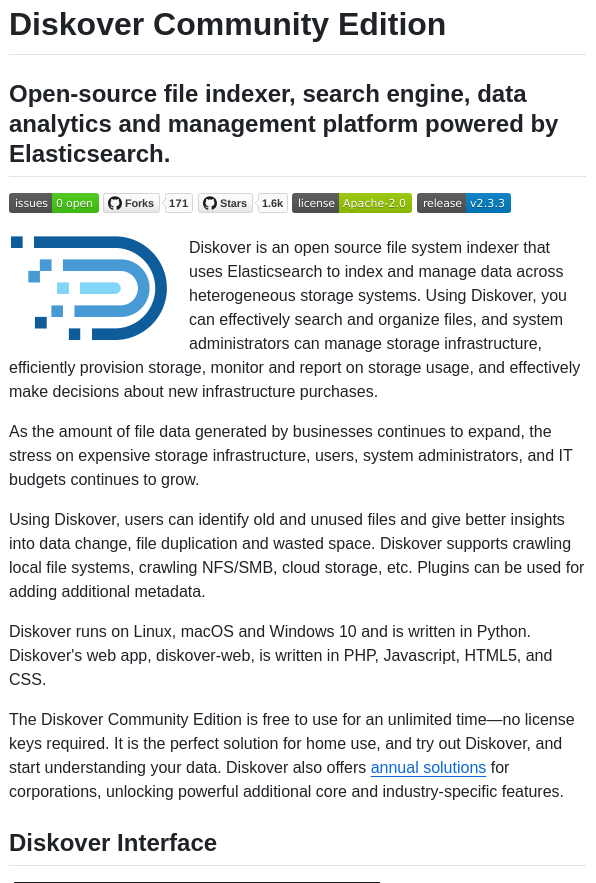 Diskover Community Edition
Open-source file indexer, search engine, data
analytics and management platform powered by
Elasticsearch.
issues 0 open Forks 171 Stars 1.6k license Apache-2.0 release v2.3.3
Diskover is an open source file system indexer that
uses Elasticsearch to index and manage data across
heterogeneous storage systems. Using Diskover, you
can effectively search and organize files, and system
administrators can manage storage infrastructure,
efficiently provision storage, monitor and report on storage usage, and effectively
make decisions about new infrastructure purchases.
As the amount of file data generated by businesses continues to expand, the
stress on expensive storage infrastructure, users, system administrators, and IT
budgets continues to grow.
Using Diskover, users can identify old and unused files and give better insights
into data change, file duplication and wasted space. Diskover supports crawling
local file systems, crawling NFS/SMB, cloud storage, etc. Plugins can be used for
adding additional metadata.
Diskover runs on Linux, macOS and Windows 10 and is written in Python.
Diskover's web app, diskover-web, is written in PHP, Javascript, HTML5, and
CSS.
The Diskover Community Edition is free to use for an unlimited time—no license
keys required. It is the perfect solution for home use, and try out Diskover, and
start understanding your data. Diskover also offers annual solutions for
corporations, unlocking powerful additional core and industry-specific features.
Diskover Interface